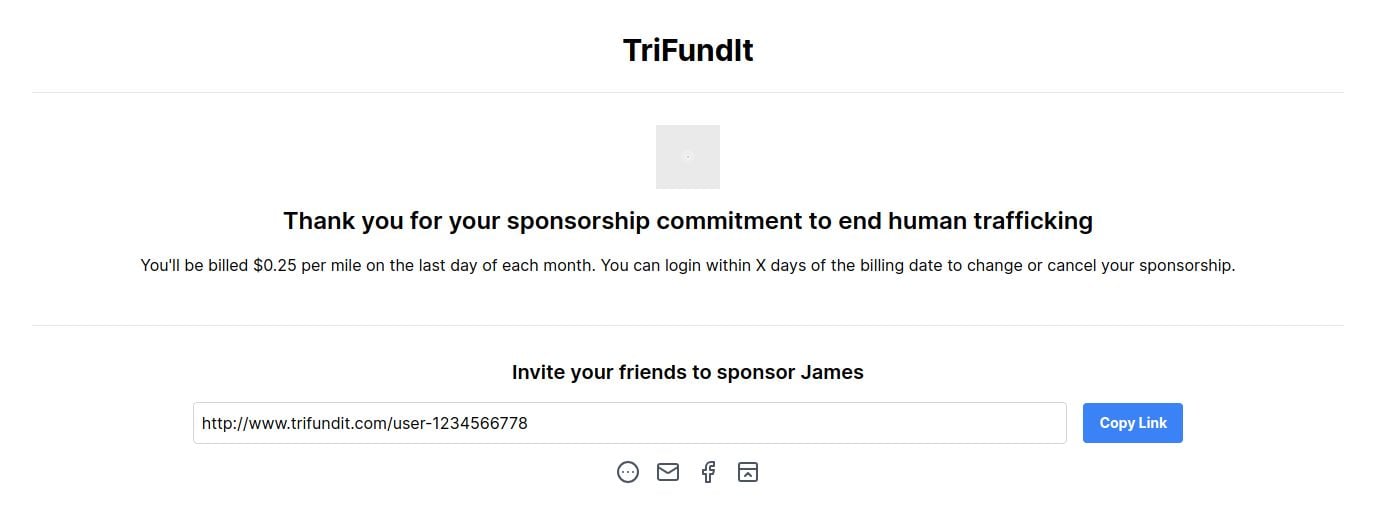 TriFundIt
Thank you for your sponsorship commitment to end human trafficking
You'll be billed $0.25 per mile on the last day of each month. You can login within X days of the billing date to change or cancel your sponsorship.
Invite your friends to sponsor James
http://www.trifundit.com/user-1234566778
Copy Link